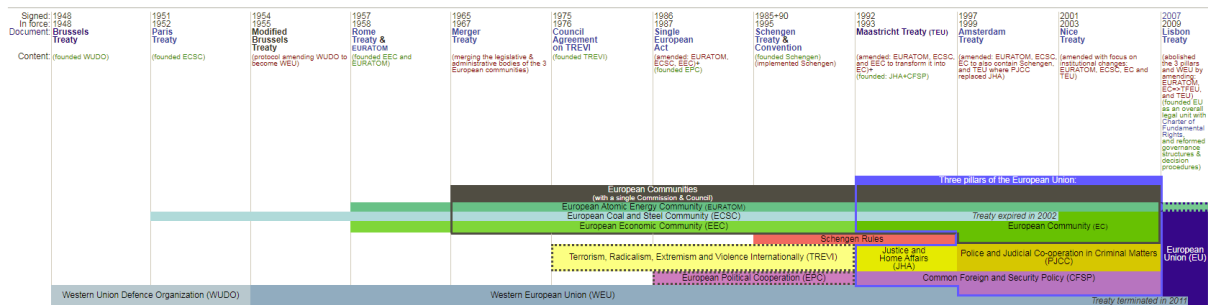 Signed: 1948 1951 1954 1957 1965 1975 1986 1985+90 1992 1997 2001 2007
In force: 1948 1952 1955 1958 1967 1976 1987 1995 1993 1999 2003 2009
Document: Brussels Treaty
Paris Treaty
Modified Brussels Treaty
Rome Treaty & EURATOM
Merger Treaty
Council Agreement on TREVI
Single European Act
Schengen Treaty & Convention
Maastricht Treaty (TEU)
Amsterdam Treaty
Nice Treaty
Lisbon Treaty
Content: (founded WUDO)
(founded ECSC)
(protocol amending WUDO to become WEU)
(founded EEC and EURATOM)
(merging the legislative & administrative bodies of the 3 European communities)
(founded TREVI)
(amended: EURATOM, ECSC, EEC)+
(founded EPC)
(founded Schengen)
(implemented Schengen)
(amended: EURATOM, ECSC, and EEC to transform it into EC)+
(founded: JHA+CFSP)
(amended: EURATOM, ECSC, EC to also contain Schengen, and TEU where PJCC replaced JHA)
(amended with focus on institutional changes: EURATOM, ECSC, EC and TEU)
(abolished the 3 pillars and WEU by amending: EURATOM, EC=>TFEU, and TEU)
(founded EU as an overall legal unit with Charter of Fundamental Rights, and reformed governance structures & decision procedures)
Three pillars of the European Union:
European Communities
(with a single Commission & Council)
European Atomic Energy Community (EURATOM)
European Coal and Steel Community (ECSC)
Treaty expired in 2002
European Economic Community (EEC)
European Community (EC)
Schengen Rules
Terrorism, Radicalism, Extremism and Violence Internationally (TREVI)
Justice and Home Affairs (JHA)
Police and Judicial Co-operation in Criminal Matters (PJCC)
European Union (EU)
European Political Cooperation (EPC)
Common Foreign and Security Policy (CFSP)
Western Union Defence Organization (WUDO)
Western European Union (WEU)
Treaty terminated in 2011